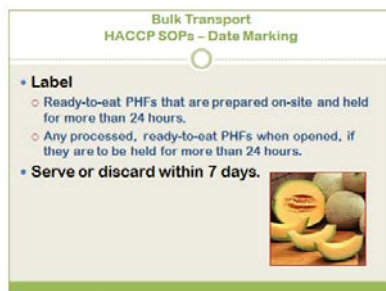 Bulk Transport
HACCP SOPs – Date Marking
• Label
○ Ready-to-eat PHFs that are prepared on-site and held
for more than 24 hours.
○ Any processed, ready-to-eat PHFs when opened, if
they are to be held for more than 24 hours.
• Serve or discard within 7 days.